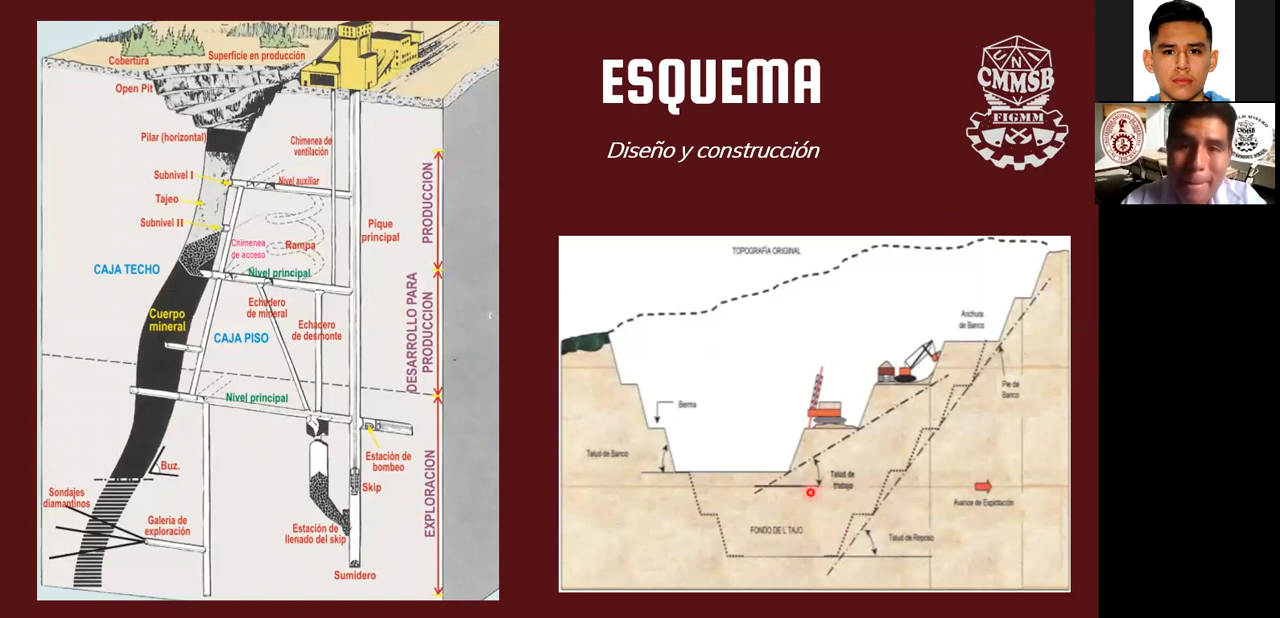 ESQUEMA
Diseño y construcción
CN
CMMSB
FIGMM
Cobertura
Superficie en producción
Open Pit
Pilar (horizontal)
Chimenea de
ventilación
Subnivel I
Nivel auxiliar
Tajeo
Subnivel II
Chimenea
de acceso
Rampa
Pique
principal
PRODUCCION
CAJA TECHO
Nivel principal
Echadero
de mineral
Echadero
de desmonte
Cuerpo
mineral
CAJA PISO
DESARROLLO PARA
PRODUCCION
Nivel principal
Estación de
bombeo
Buz.
Skip
Sondajes
diamantinos
Galería de
exploración
Estación de
llenado del skip
EXPLORACION
Sumidero
TOPOGRAFÍA ORIGINAL
Anchura
de Banco
Pie de
Banco
Berma
Talud de Banco
Talud de
trabajo
Avance de Explotación
FONDO DE L´TAJO
Talud de Reposo
CMMSB